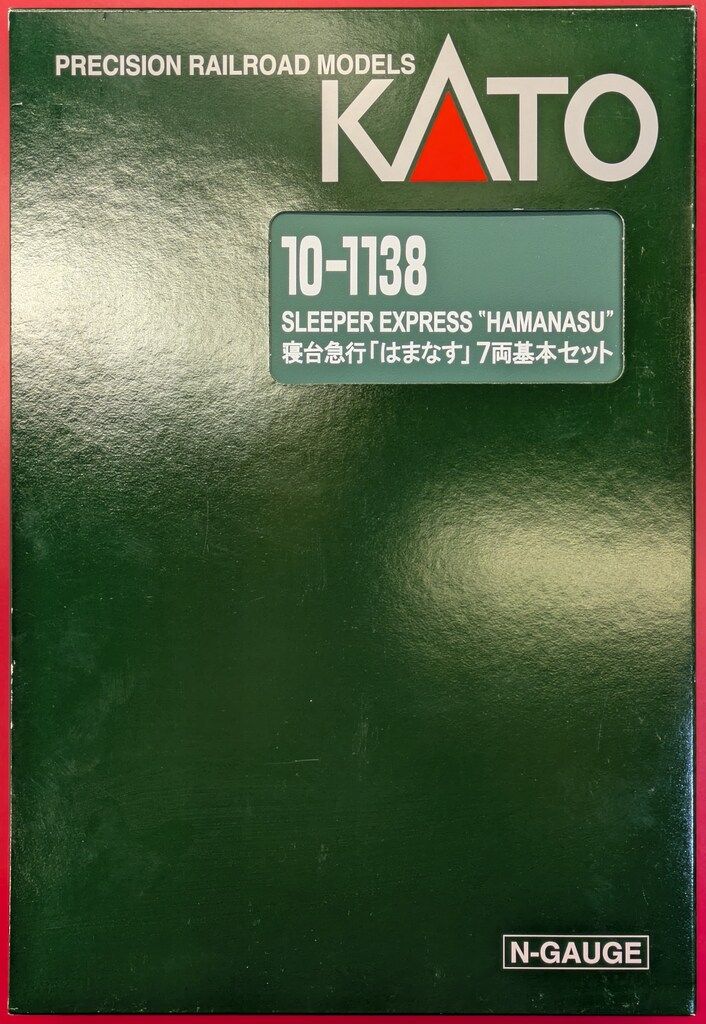 PRECISION RAILROAD MODELS
KATO
10-1138
SLEEPER EXPRESS "HAMANASU"
寝台急行「はまなす」7両基本セット
N-GAUGE